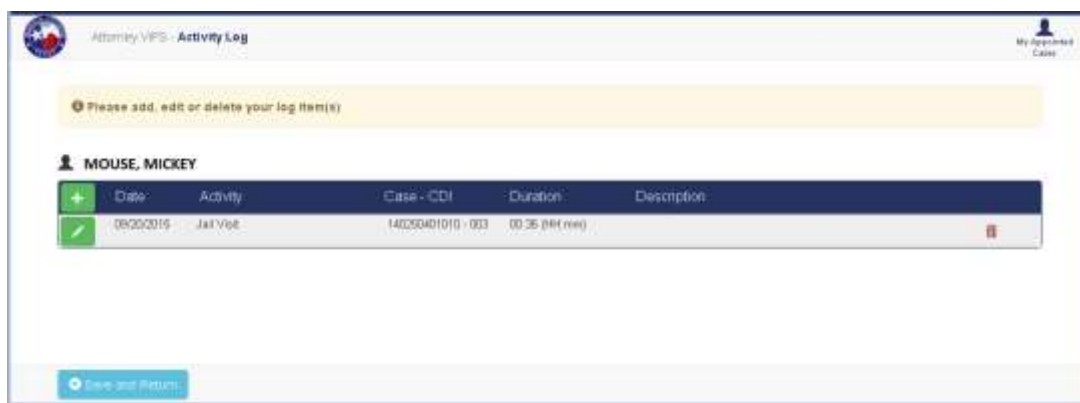 Attorney VIPS - Activity Log
My Appointed
Cases
Please add, edit or delete your log item(s)
MOUSE, MICKEY
Date Activity Case - CDI Duration Description
09/20/2016 Jail Visit 140250401010 - 003 00:36 (HH:mm)
Save and Return